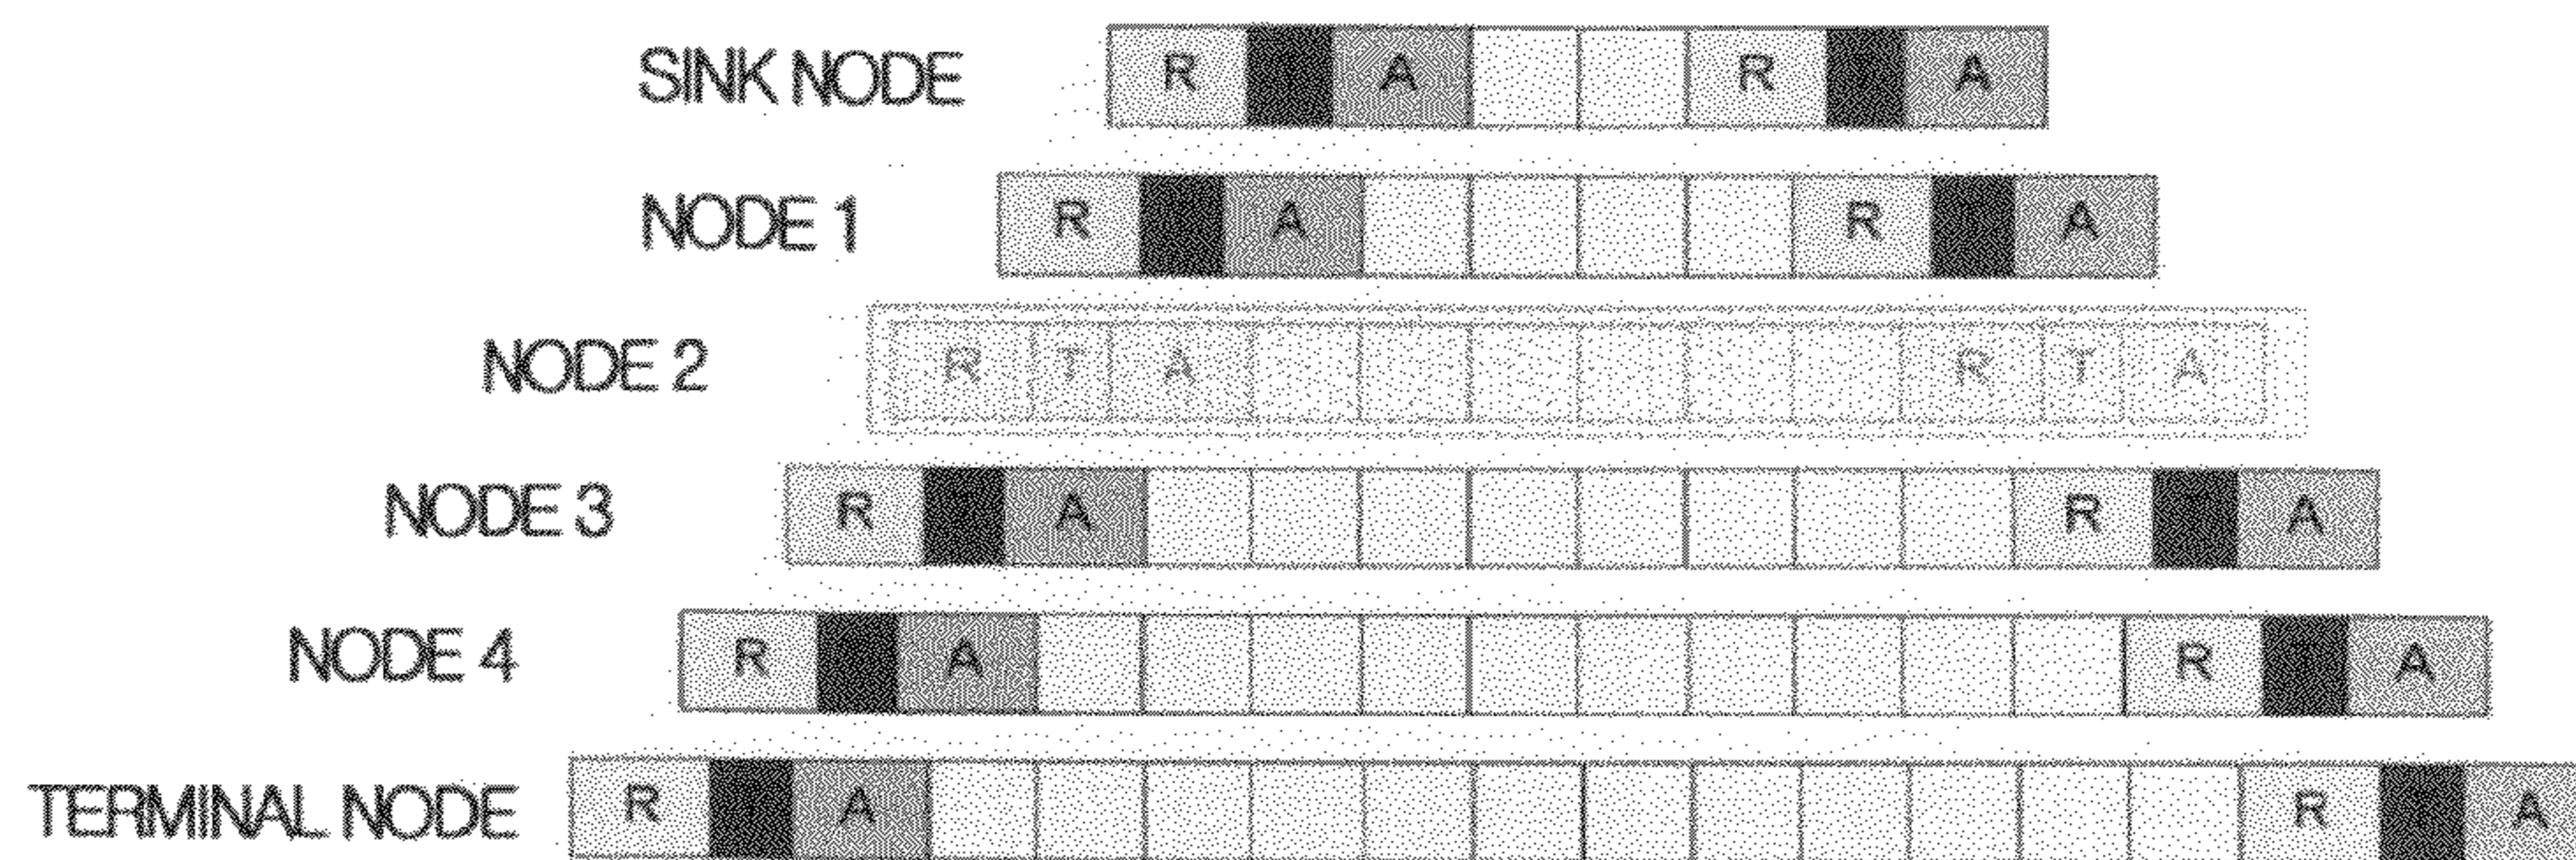 SINK NODE R A R A
NODE 1 R A R A
NODE 2 R T A R T A
NODE 3 R A R A
NODE 4 R A R A
TERMINAL NODE R A R A